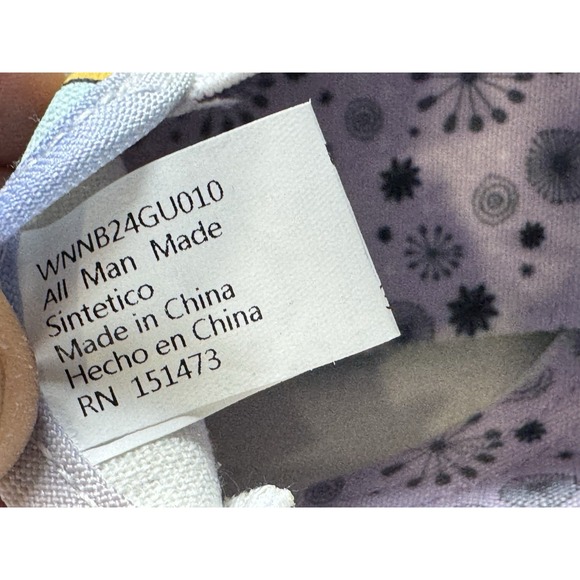 WNNB24GU010
All Man Made
Sintetico
Made in China
Hecho en China
RN 151473